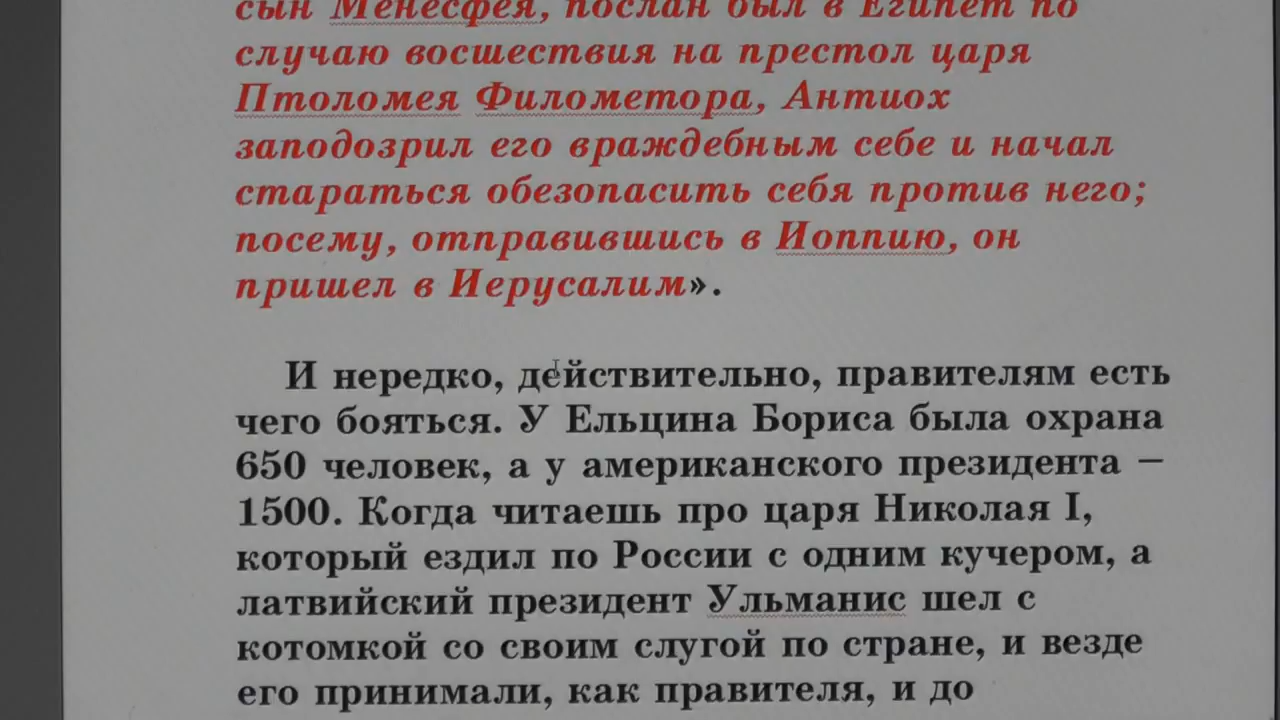 сын Менесфея, послан был в Египет по
случаю восшествия на престол царя
Птоломея Филометора, Антиох
заподозрил его враждебным себе и начал
стараться обезопасить себя против него;
посему, отправившись в Иоппию, он
пришел в Иерусалим».
И нередко, действительно, правителям есть
чего бояться. У Ельцина Бориса была охрана
650 человек, а у американского президента –
1500. Когда читаешь про царя Николая I,
который ездил по России с одним кучером, а
латвийский президент Ульманис шел с
котомкой со своим слугой по стране, и везде
его принимали, как правителя, и до